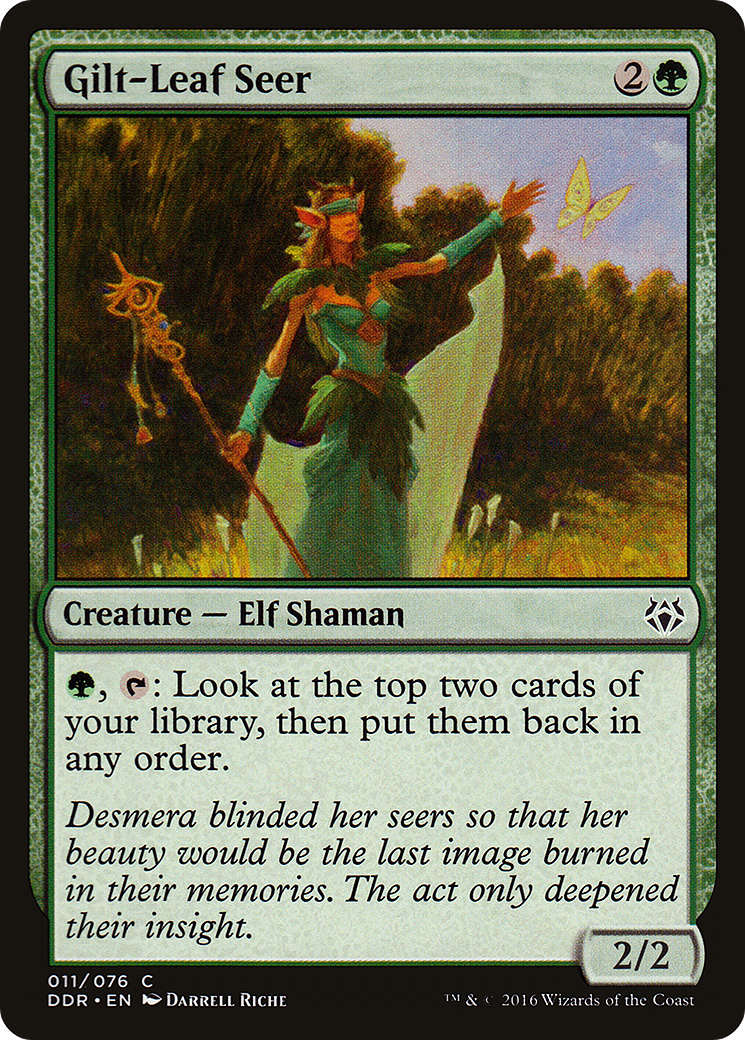 Gilt-Leaf Seer 2
Creature — Elf Shaman
, : Look at the top two cards of
your library, then put them back in
any order.
Desmera blinded her seers so that her
beauty would be the last image burned
in their memories. The act only deepened
their insight.
2/2
011/076 C
DDR • EN Darrell Riche
™ & © 2016 Wizards of the Coast